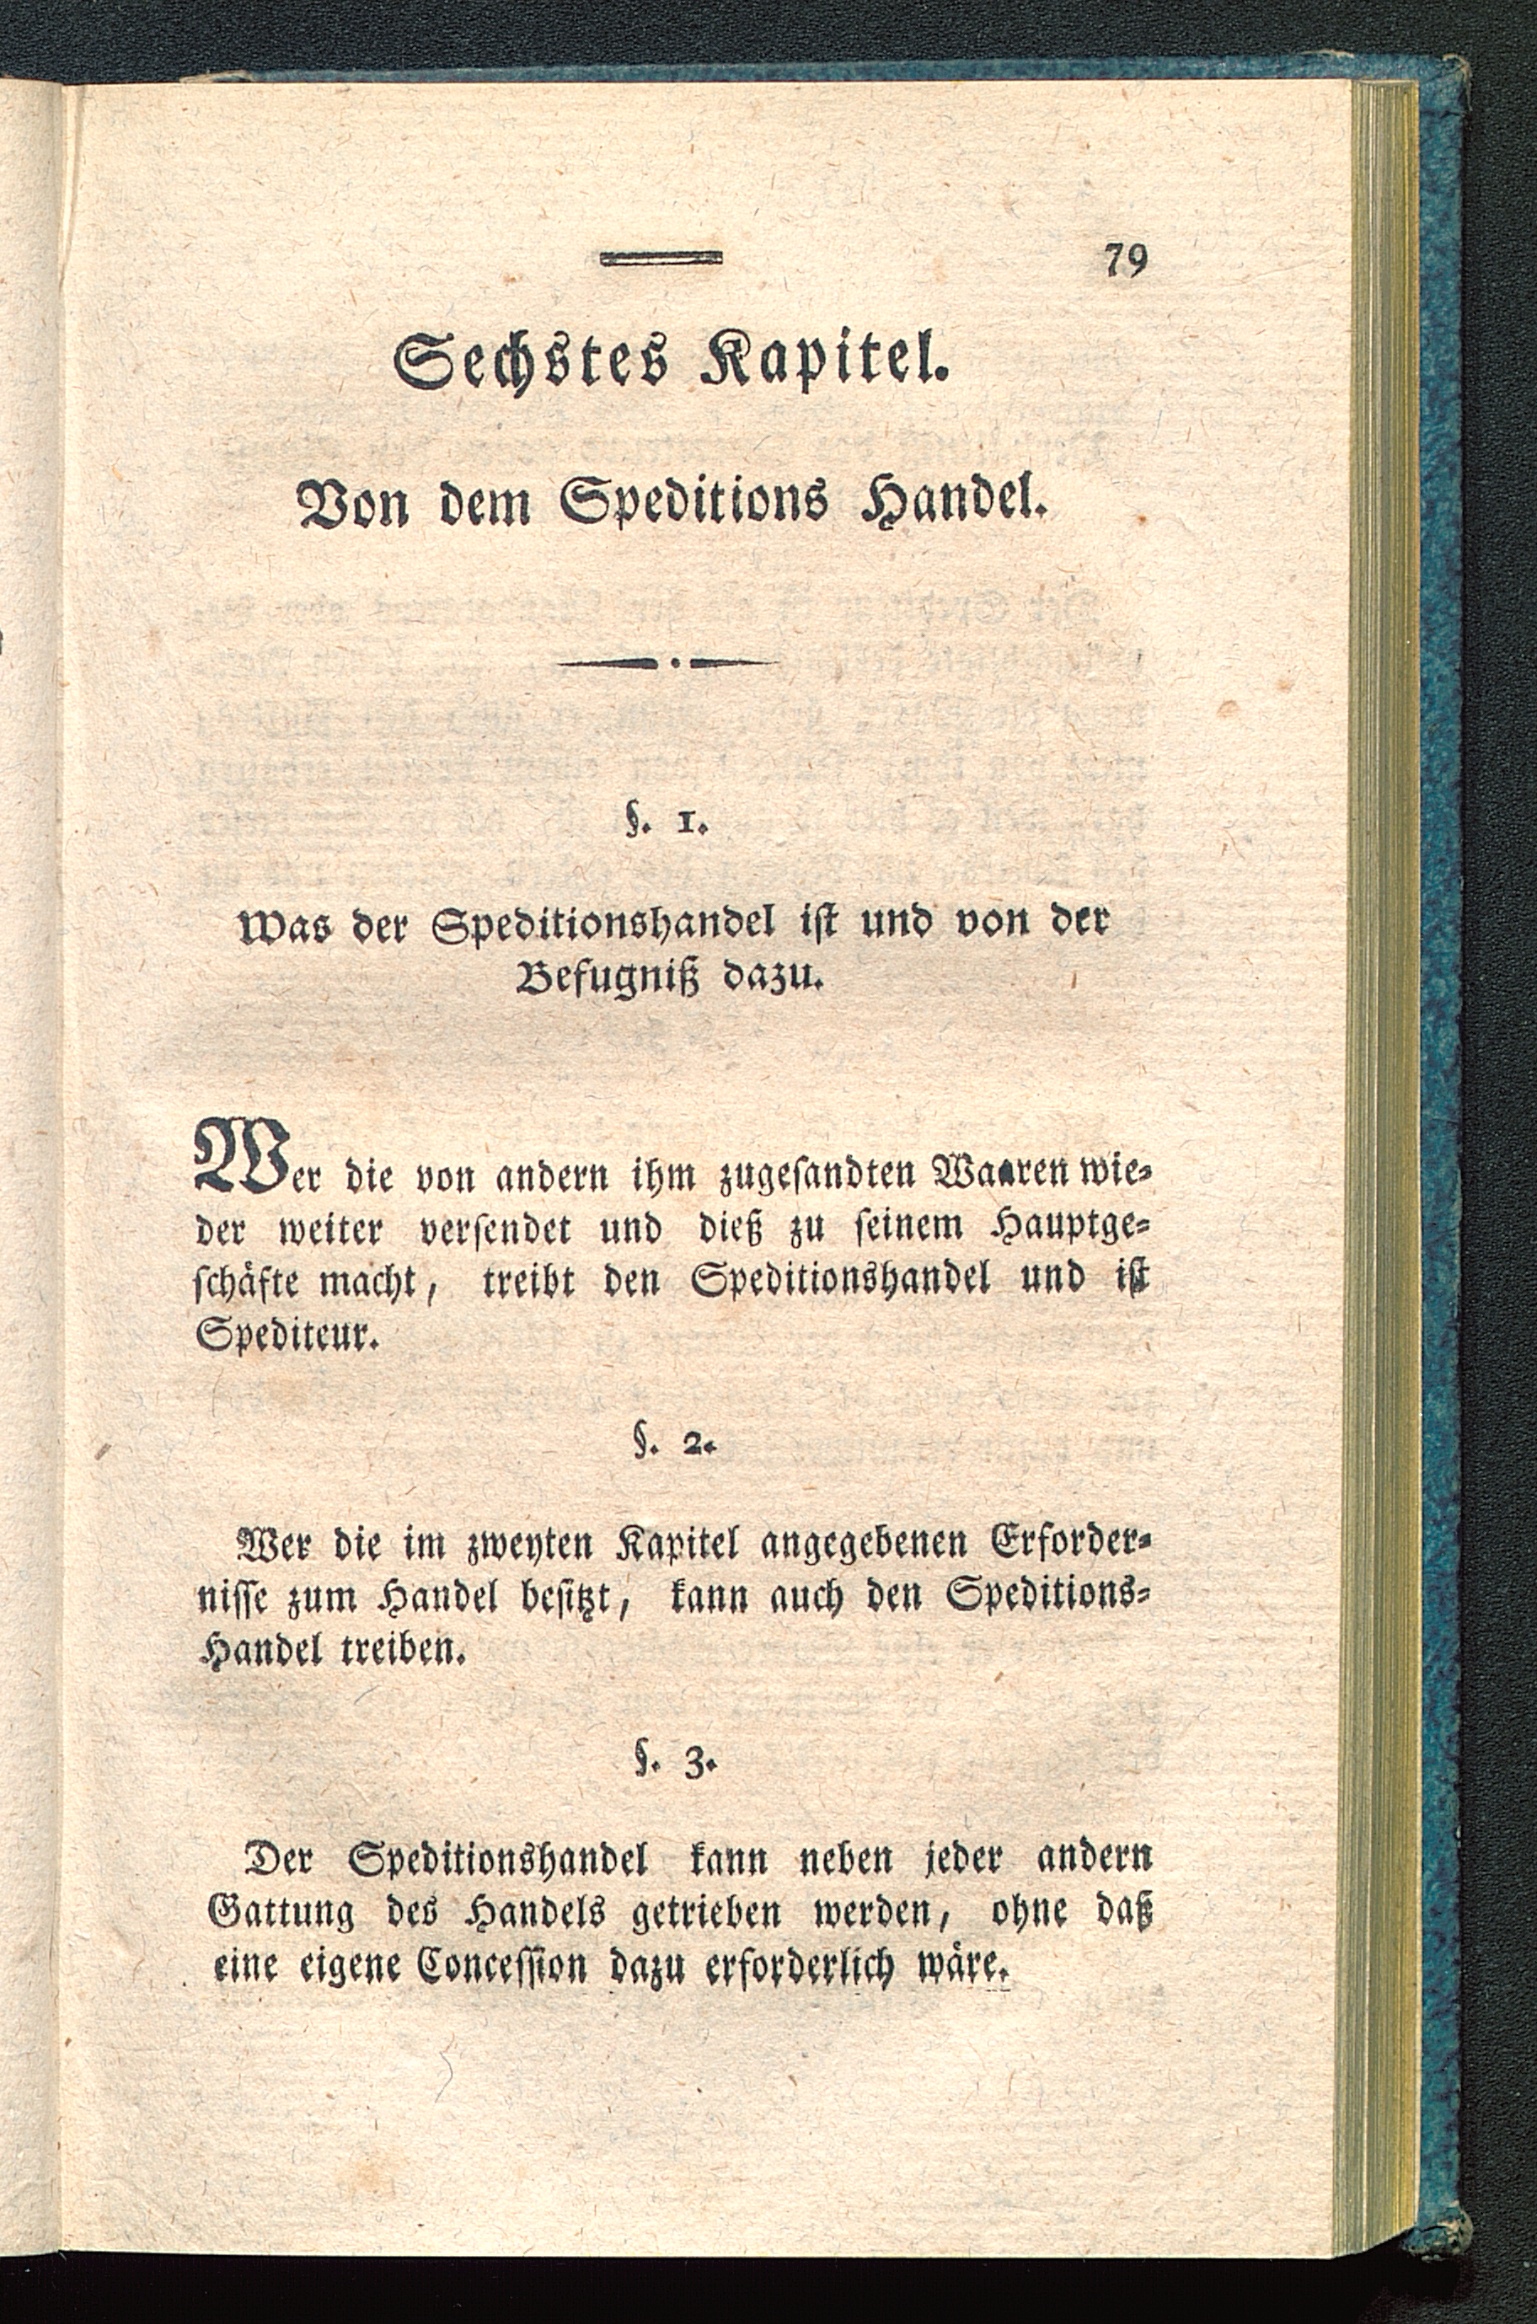 79
Sechstes Kapitel.
Von dem Speditions Handel.
§. 1.
Was der Speditionshandel iſt und von der
Befugniß dazu.
Wer die von andern ihm zugeſandten Waaren wie⸗
der weiter verſendet und dieß zu ſeinem Hauptge⸗
ſchäfte macht, treibt den Speditionshandel und iſt
Spediteur.
§. 2.
Wer die im zweyten Kapitel angegebenen Erforder⸗
niſſe zum Handel beſitzt, kann auch den Speditions⸗
Handel treiben.
§. 3.
Der Speditionshandel kann neben jeder andern
Gattung des Handels getrieben werden, ohne daß
eine eigene Conceſſion dazu erforderlich wäre.